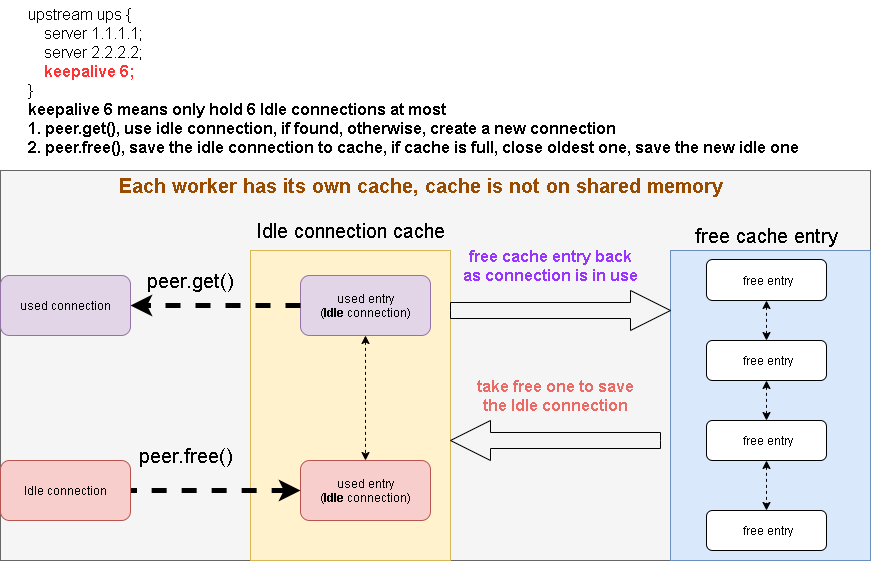 upstream ups {
server 1.1.1.1;
server 2.2.2.2;
keepalive 6;
}
keepalive 6 means only hold 6 Idle connections at most
1. peer.get(), use idle connection, if found, otherwise, create a new connection
2. peer.free(), save the idle connection to cache, if cache is full, close oldest one, save the new idle one
Each worker has its own cache, cache is not on shared memory
Idle connection cache
free cache entry
peer.get()
used connection
used entry
(Idle connection)
free cache entry back
as connection is in use
free entry
free entry
take free one to save
the Idle connection
free entry
peer.free()
Idle connection
used entry
(Idle connection)
free entry